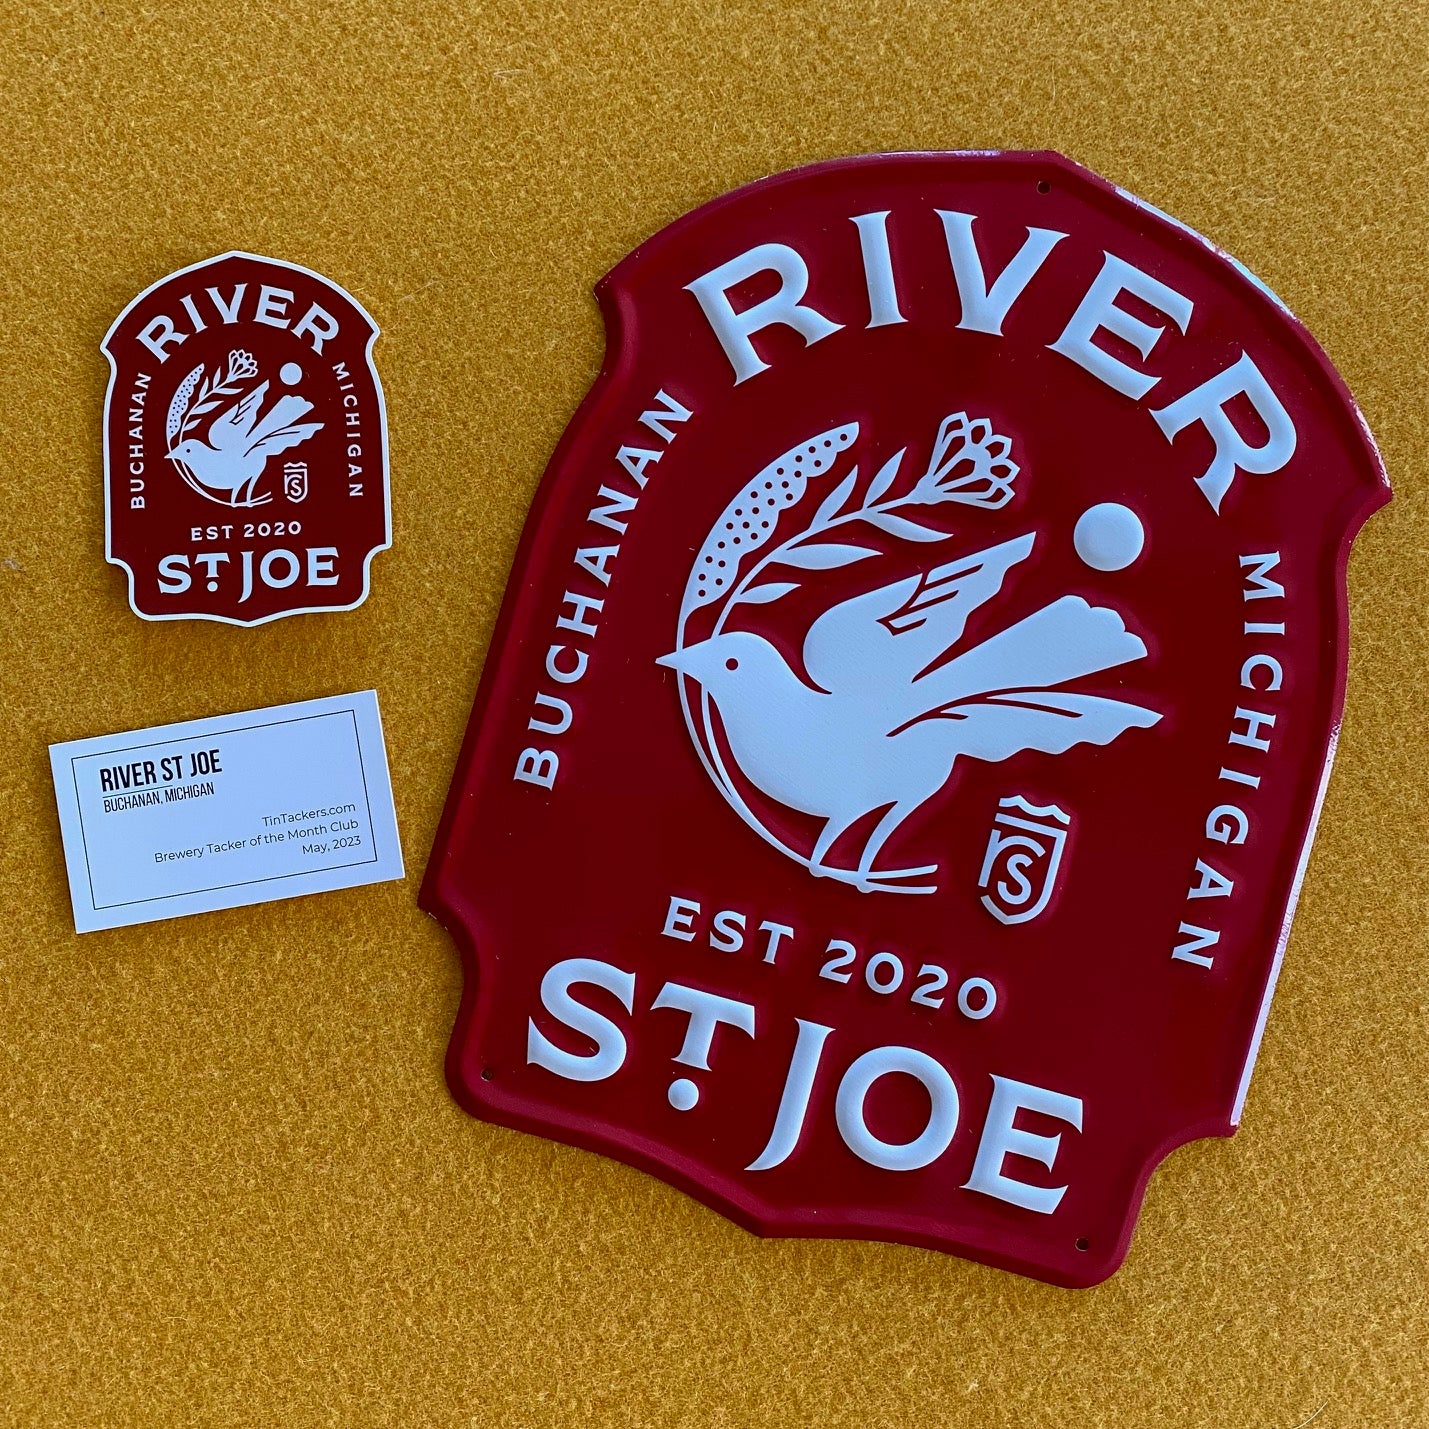 RIVER
BUCHANAN
MICHIGAN
EST 2020
ST JOE
RIVER ST JOE
BUCHANAN, MICHIGAN
TinTackers.com
Brewery Tacker of the Month Club
May, 2023
RIVER
BUCHANAN
MICHIGAN
S
EST 2020
ST JOE